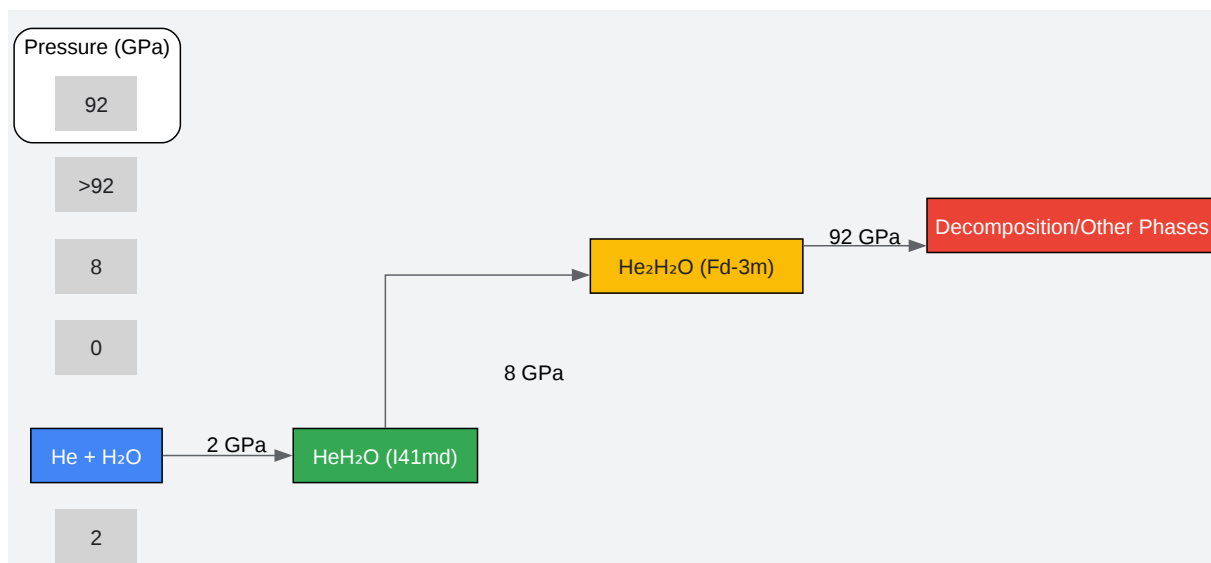 Pressure (GPa)
92
>92
8
0
2
He + H₂O
2 GPa
HeH₂O (I41md)
8 GPa
He₂H₂O (Fd-3m)
92 GPa
Decomposition/Other Phases